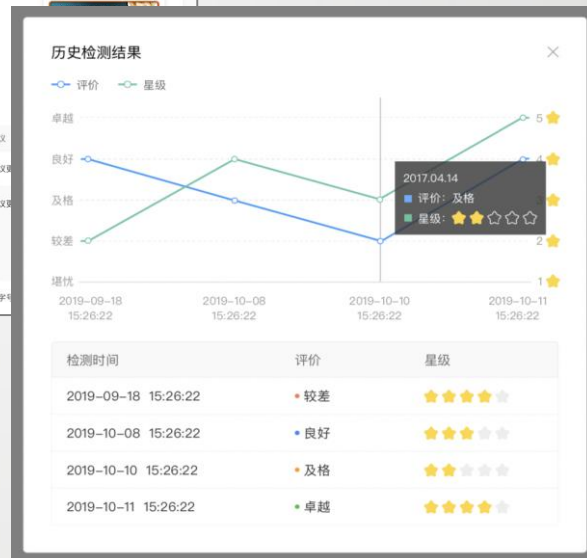 历史检测结果
评价 星级
卓越 5
良好 4
及格 3
较差 2
堪忧 1
2017.04.14
评价：及格
星级：
2019-09-18 2019-10-08 2019-10-10 2019-10-11
15:26:22 15:26:22 15:26:22 15:26:22
检测时间 评价 星级
2019-09-18 15:26:22 较差
2019-10-08 15:26:22 良好
2019-10-10 15:26:22 及格
2019-10-11 15:26:22 卓越